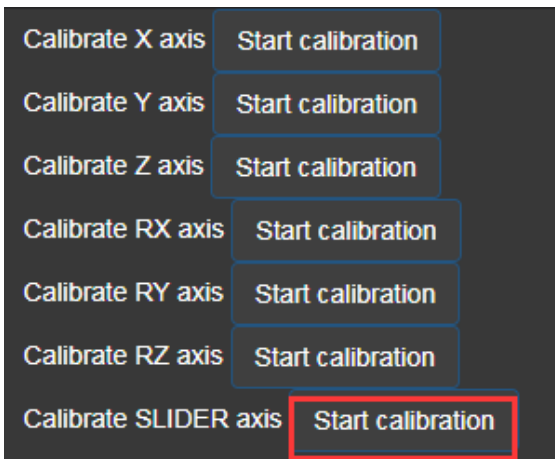 Calibrate X axis Start calibration
Calibrate Y axis Start calibration
Calibrate Z axis Start calibration
Calibrate RX axis Start calibration
Calibrate RY axis Start calibration
Calibrate RZ axis Start calibration
Calibrate SLIDER axis Start calibration